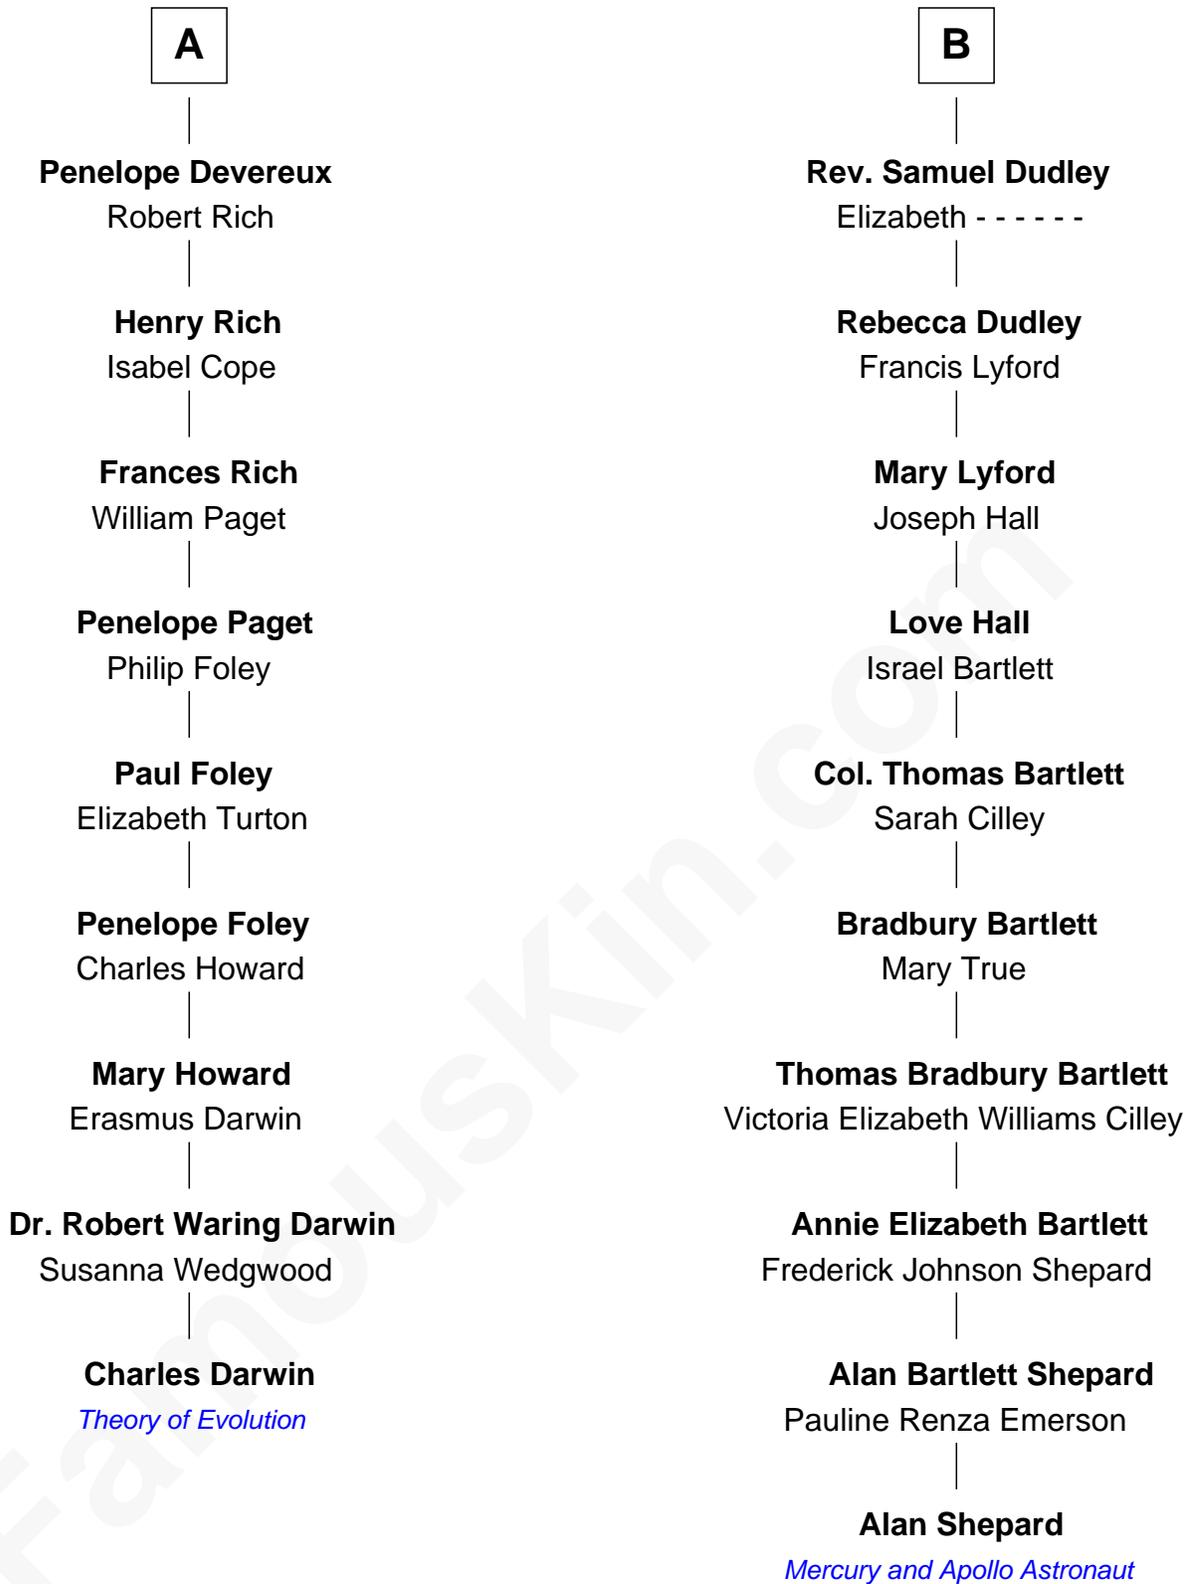 A
Penelope Devereux
Robert Rich
Henry Rich
Isabel Cope
Frances Rich
William Paget
Penelope Paget
Philip Foley
Paul Foley
Elizabeth Turton
Penelope Foley
Charles Howard
Mary Howard
Erasmus Darwin
Dr. Robert Waring Darwin
Susanna Wedgwood
Charles Darwin
Theory of Evolution
B
Rev. Samuel Dudley
Elizabeth - - - - - -
Rebecca Dudley
Francis Lyford
Mary Lyford
Joseph Hall
Love Hall
Israel Bartlett
Col. Thomas Bartlett
Sarah Cilley
Bradbury Bartlett
Mary True
Thomas Bradbury Bartlett
Victoria Elizabeth Williams Cilley
Annie Elizabeth Bartlett
Frederick Johnson Shepard
Alan Bartlett Shepard
Pauline Renza Emerson
Alan Shepard
Mercury and Apollo Astronaut
FamousKin.com